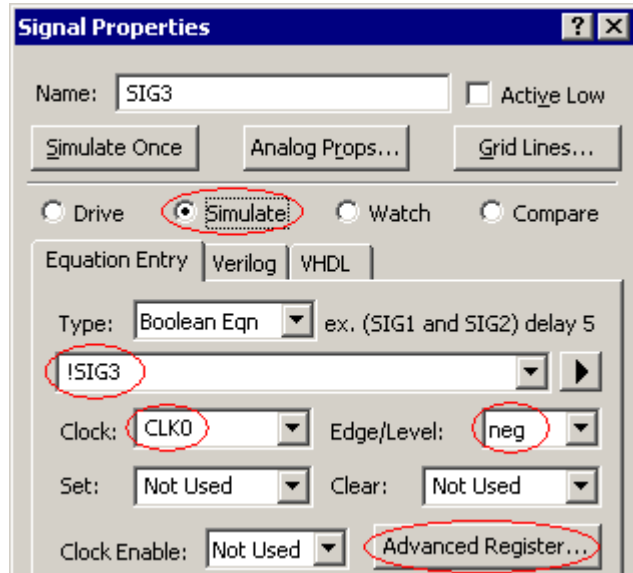 Signal Properties
Name: SIG3 Active Low
Simulate Once Analog Props... Grid Lines...
Drive Simulate Watch Compare
Equation Entry Verilog VHDL
Type: Boolean Eqn ex. (SIG1 and SIG2) delay 5
!SIG3
Clock: CLK0 Edge/Level: neg
Set: Not Used Clear: Not Used
Clock Enable: Not Used Advanced Register...